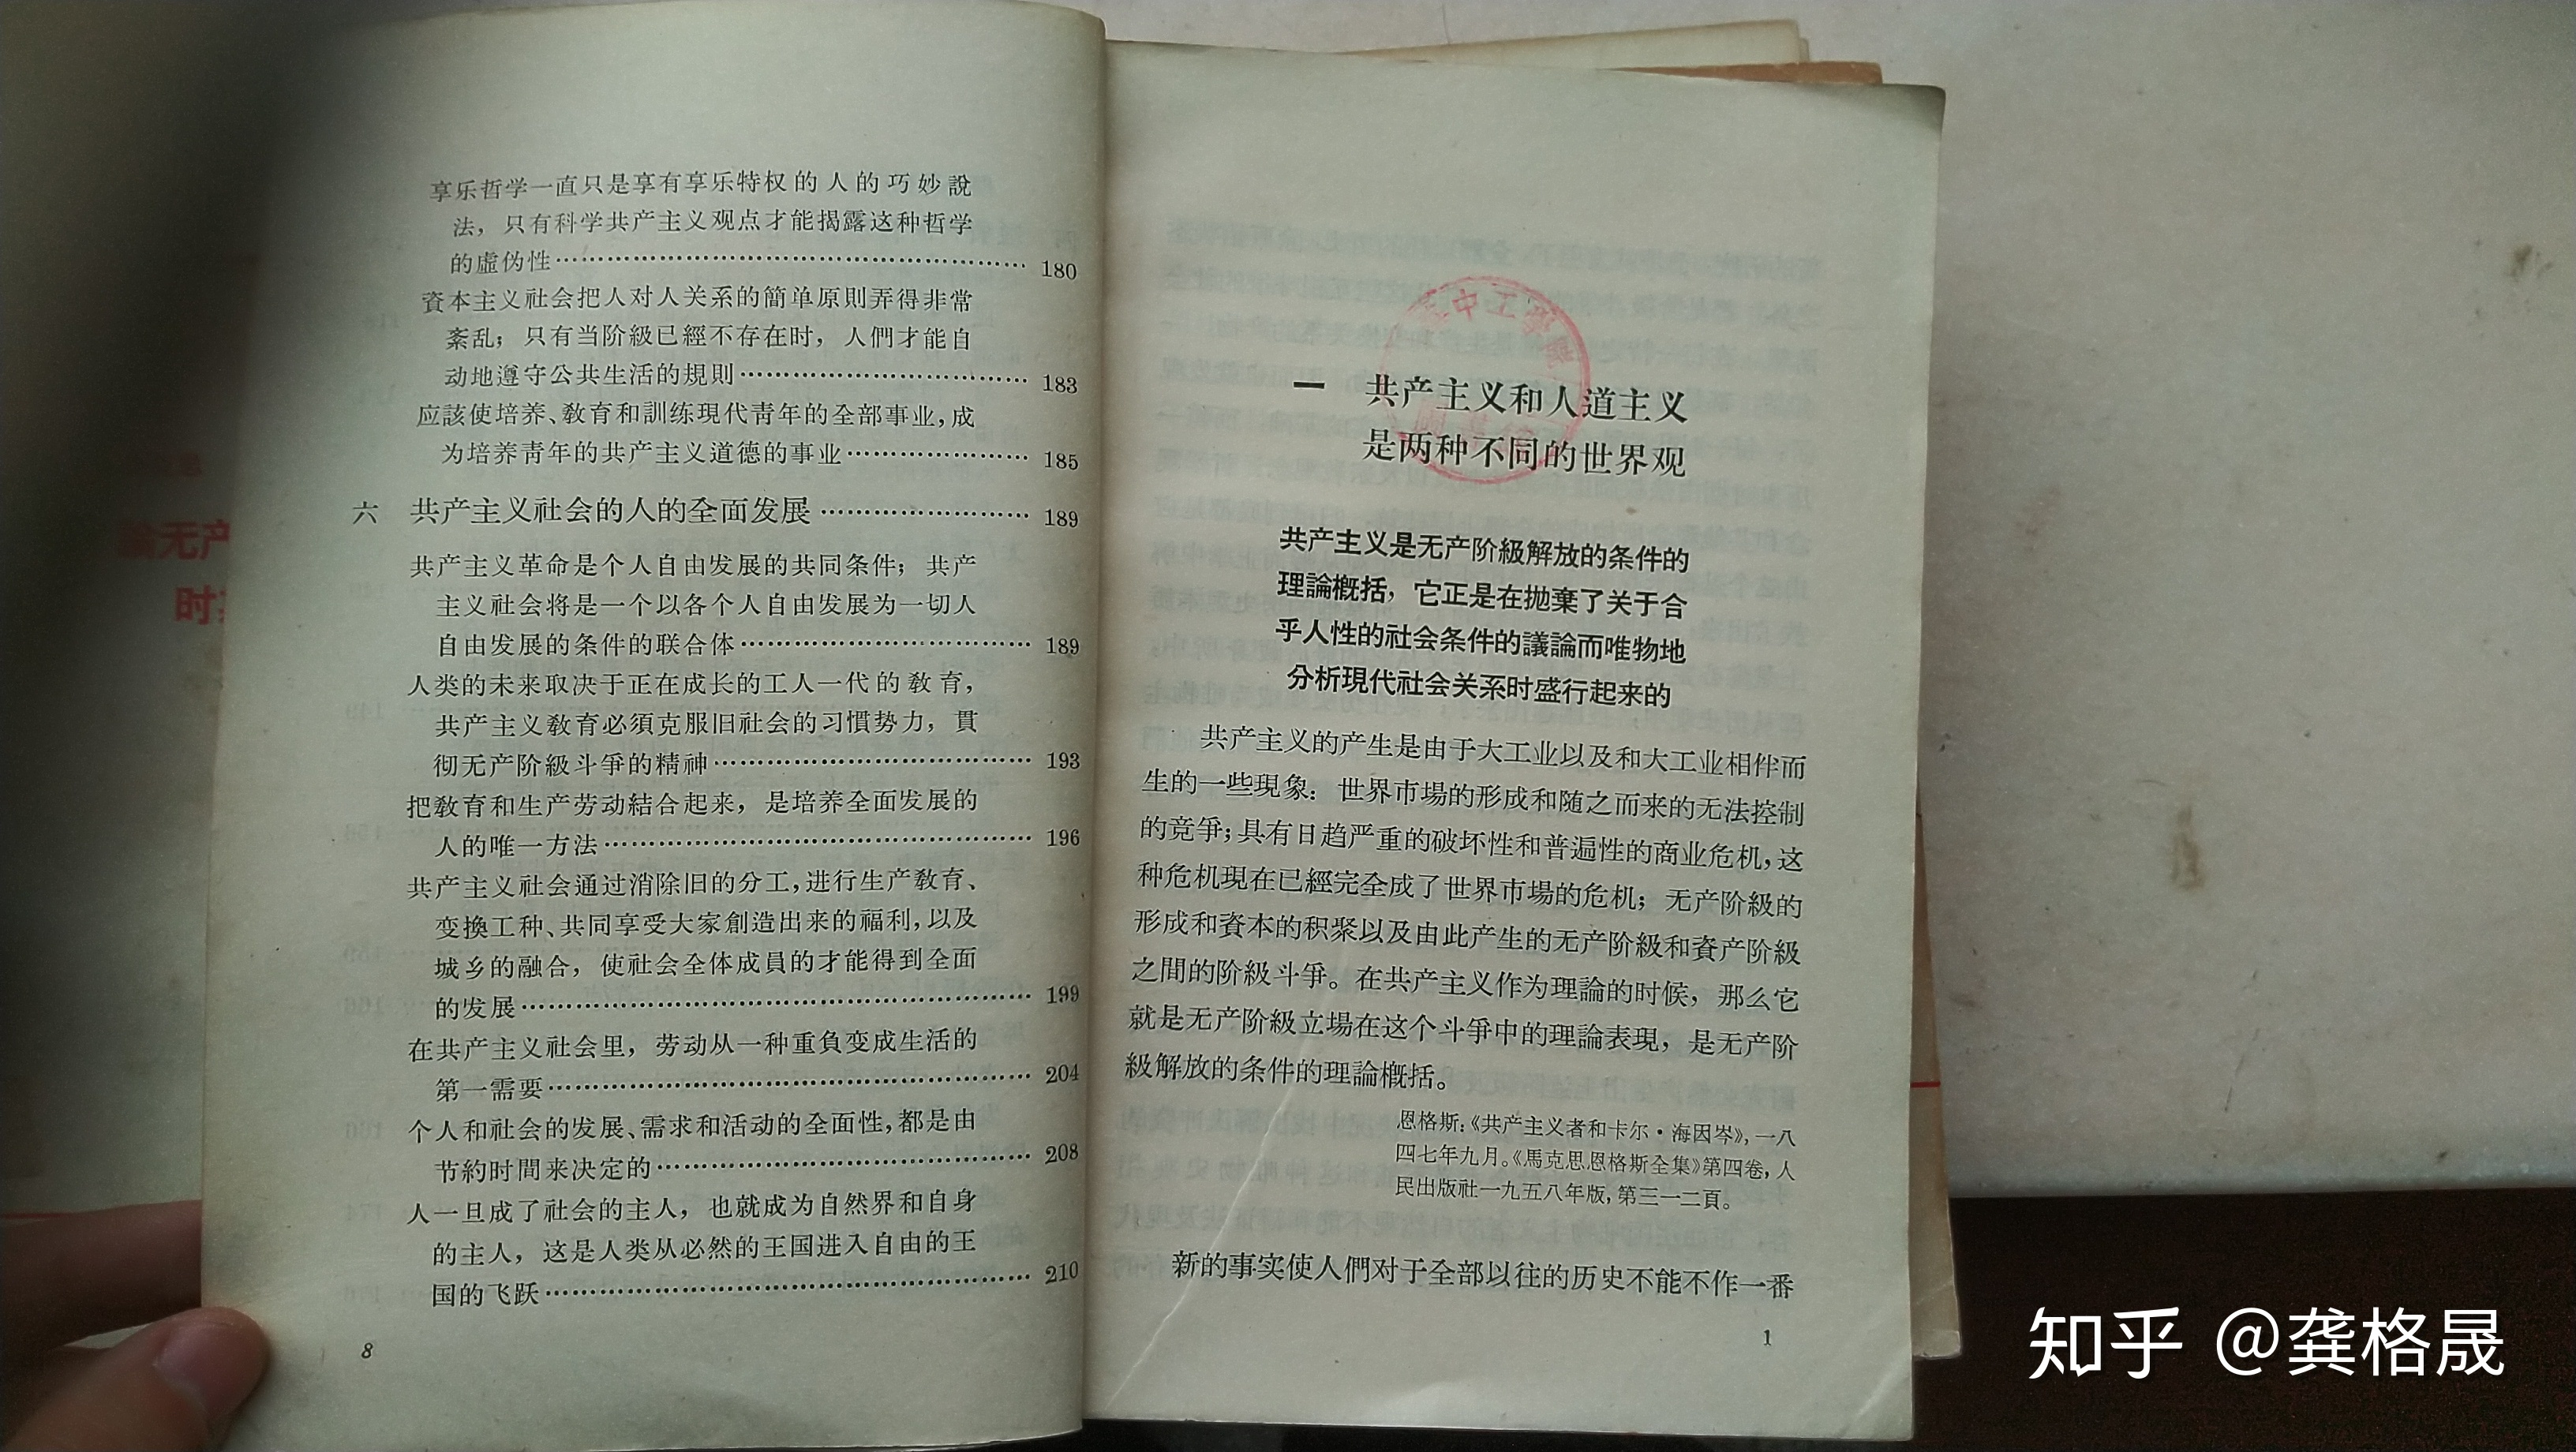 享乐哲学一直只是享有享乐特权的人的巧妙說
法，只有科学共产主义观点才能揭露这种哲学
的虛伪性……180
資本主义社会把人对人关系的簡单原則弄得非常
紊乱；只有当阶級已經不存在时，人們才能自
动地遵守公共生活的規則……183
应該使培养、敎育和訓练現代靑年的全部事业，成
为培养靑年的共产主义道德的事业……185
六 共产主义社会的人的全面发展……189
共产主义革命是个人自由发展的共同条件；共产
主义社会将是一个以各个人自由发展为一切人
自由发展的条件的联合体……189
人类的未来取决于正在成长的工人一代的敎育，
共产主义敎育必須克服旧社会的习慣势力，貫
彻无产阶級斗爭的精神……193
把敎育和生产劳动結合起来，是培养全面发展的
人的唯一方法……196
共产主义社会通过消除旧的分工，进行生产敎育、
变換工种、共同享受大家創造出来的福利，以及
城乡的融合，使社会全体成員的才能得到全面
的发展……199
在共产主义社会里，劳动从一种重負变成生活的
第一需要……204
个人和社会的发展、需求和活动的全面性，都是由
节約时間来决定的……208
人一旦成了社会的主人，也就成为自然界和自身
的主人，这是人类从必然的王国进入自由的王
国的飞跃……210
8
无产
时
中工學院
一 共产主义和人道主义
是两种不同的世界观
共产主义是无产阶級解放的条件的
理論槪括，它正是在抛棄了关于合
乎人性的社会条件的議論而唯物地
分析現代社会关系时盛行起来的
共产主义的产生是由于大工业以及和大工业相伴而
生的一些現象：世界市場的形成和随之而来的无法控制
的竞爭；具有日趋严重的破坏性和普遍性的商业危机，这
种危机現在已經完全成了世界市場的危机；无产阶級的
形成和資本的积聚以及由此产生的无产阶級和資产阶級
之間的阶級斗爭。在共产主义作为理論的时候，那么它
就是无产阶級立場在这个斗爭中的理論表現，是无产阶
級解放的条件的理論槪括。
恩格斯：《共产主义者和卡尔·海因岑》，一八
四七年九月。《馬克思恩格斯全集》第四卷，人
民出版社一九五八年版，第三一二頁。
新的事实使人們对于全部以往的历史不能不作一番
1
知乎 @龚格晟